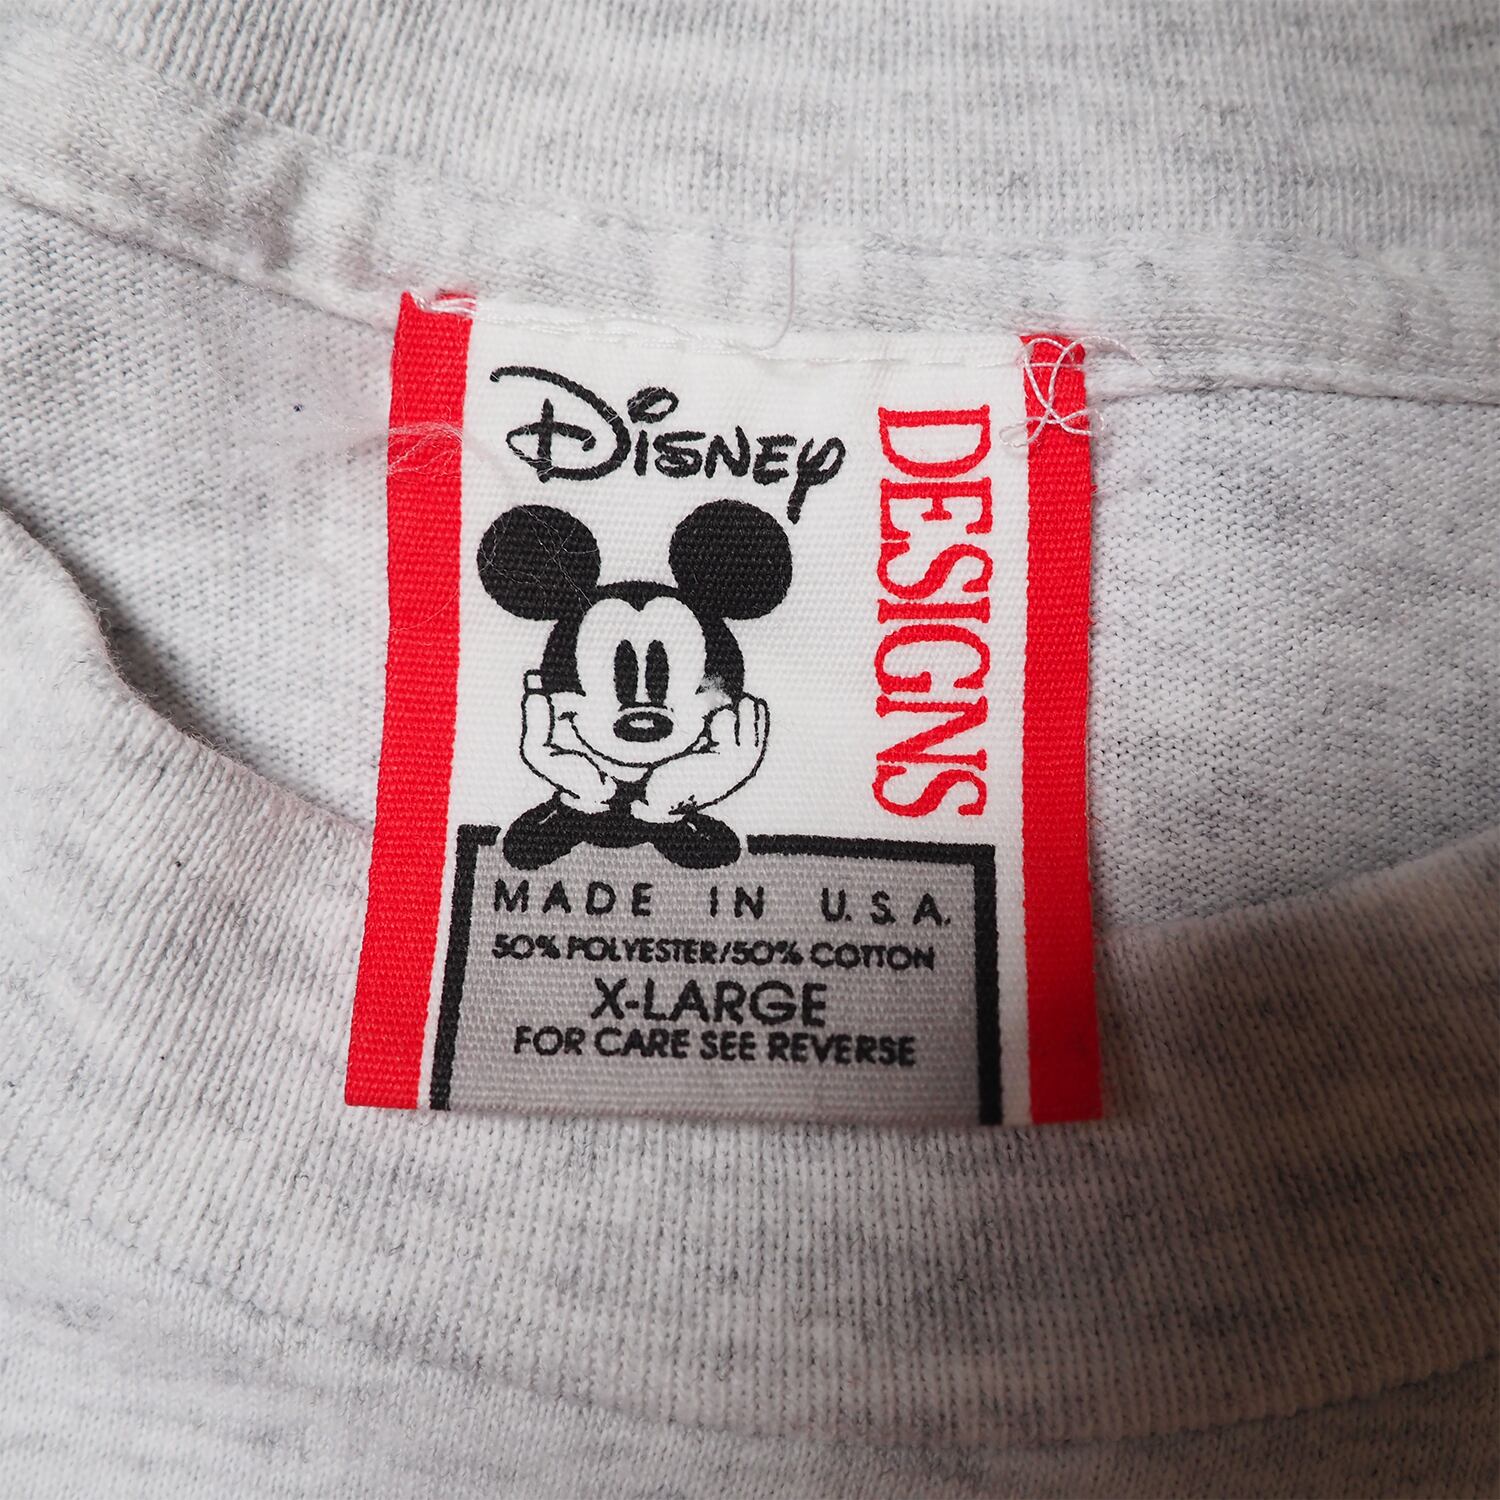 Disney
DESIGNS
MADE IN U.S.A.
50% POLYESTER/50% COTTON
X-LARGE
FOR CARE SEE REVERSE